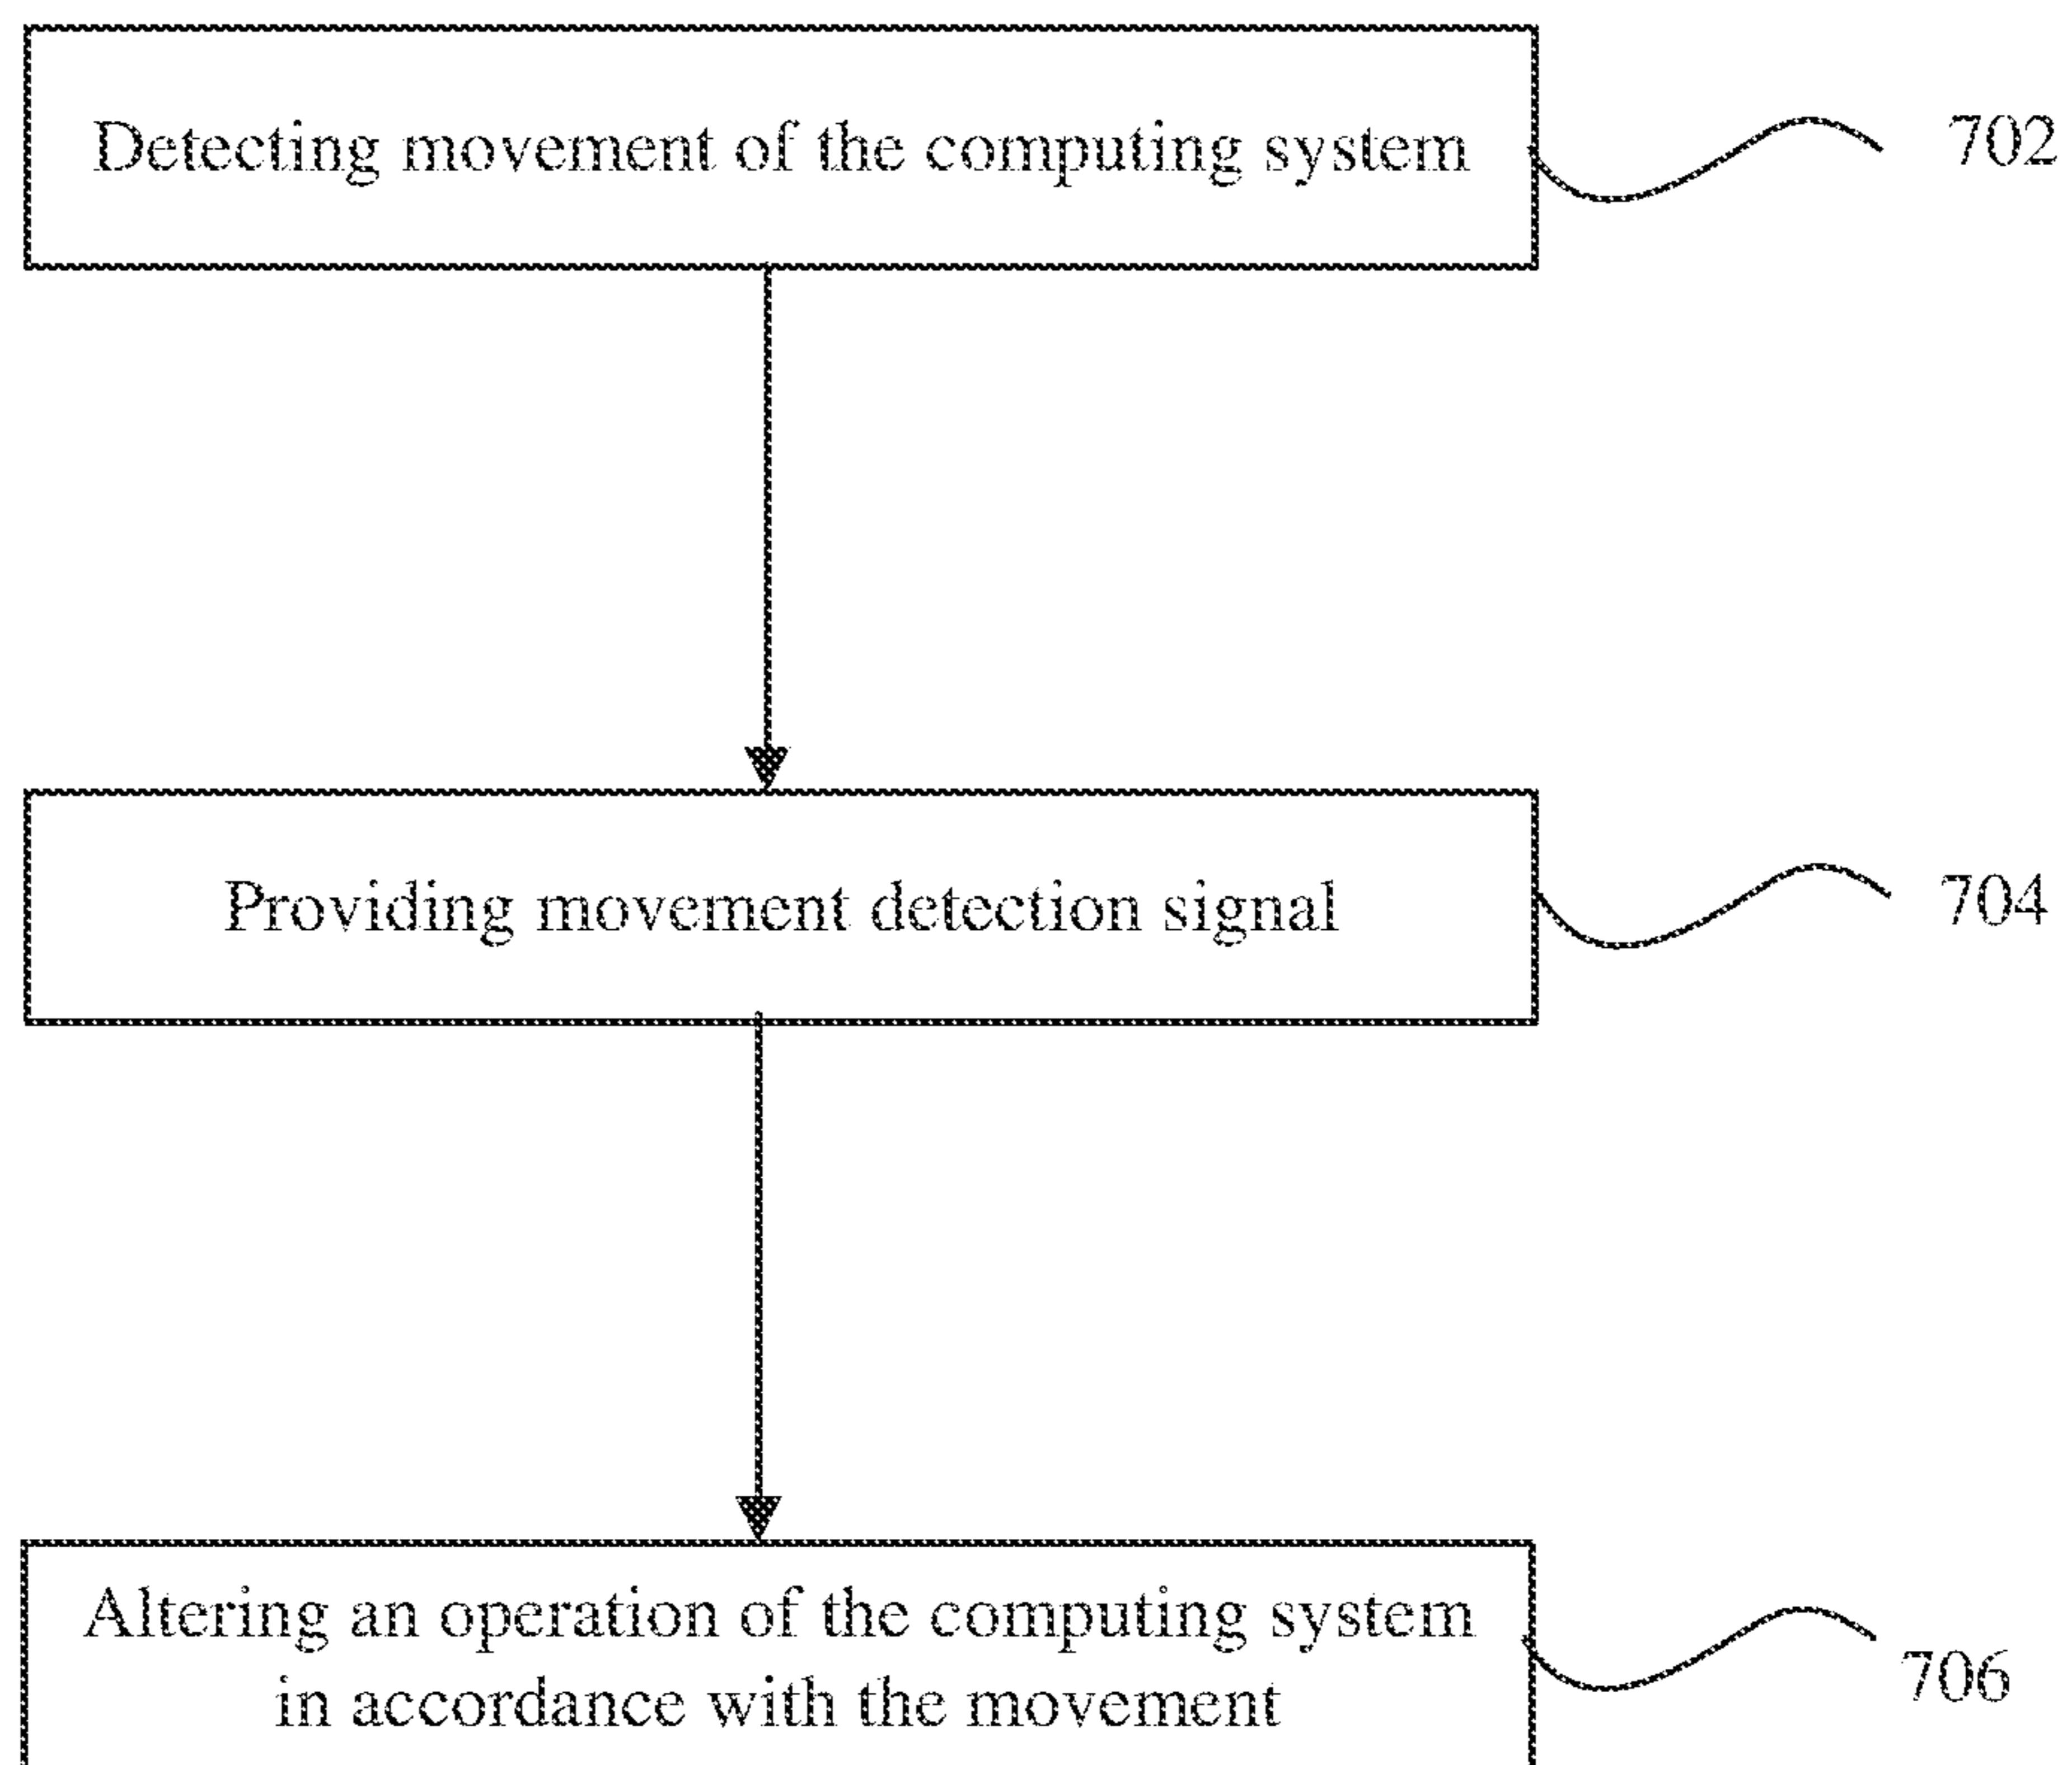 Detecting movement of the computing system
702
Providing movement detection signal
704
Altering an operation of the computing system
in accordance with the movement
706